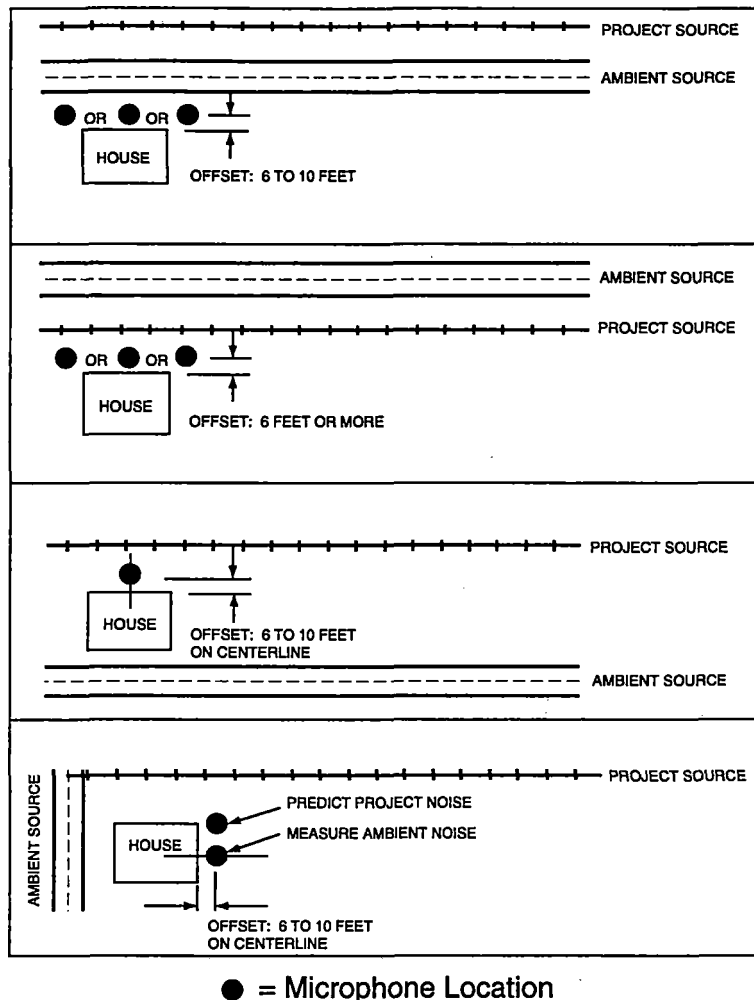 PROJECT SOURCE
AMBIENT SOURCE
OR OR
HOUSE
OFFSET: 6 TO 10 FEET
AMBIENT SOURCE
PROJECT SOURCE
OR OR
HOUSE
OFFSET: 6 FEET OR MORE
PROJECT SOURCE
HOUSE
OFFSET: 6 TO 10 FEET
ON CENTERLINE
AMBIENT SOURCE
PROJECT SOURCE
AMBIENT SOURCE
PREDICT PROJECT NOISE
HOUSE
MEASURE AMBIENT NOISE
OFFSET: 6 TO 10 FEET
ON CENTERLINE
= Microphone Location